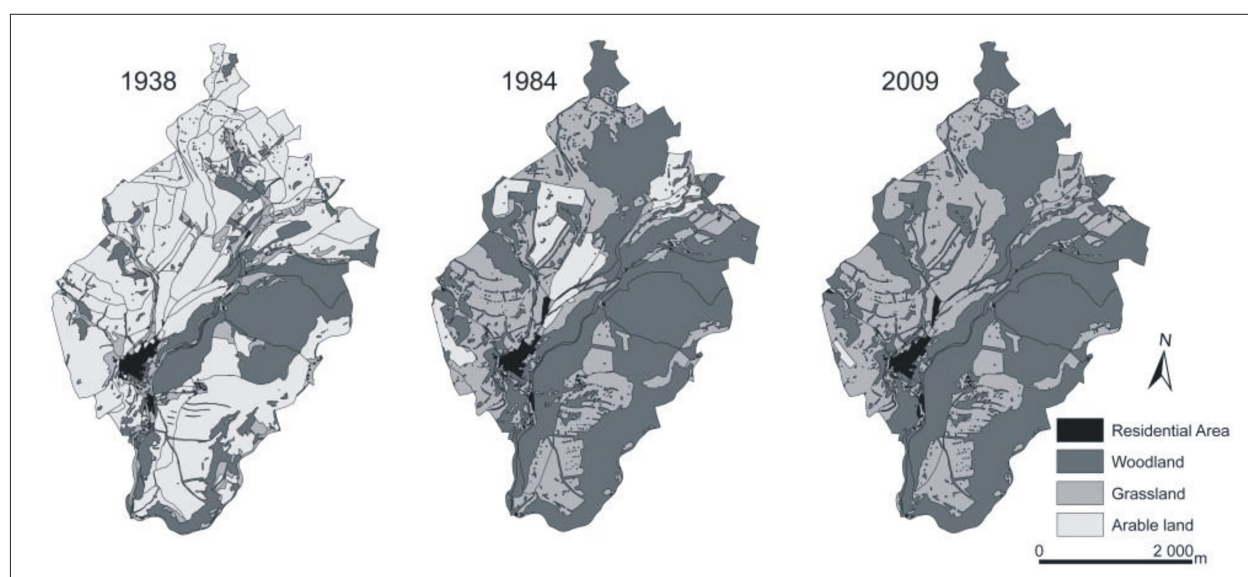 1938
1984
2009
N
Residential Area
Woodland
Grassland
Arable land
0 2 000 m